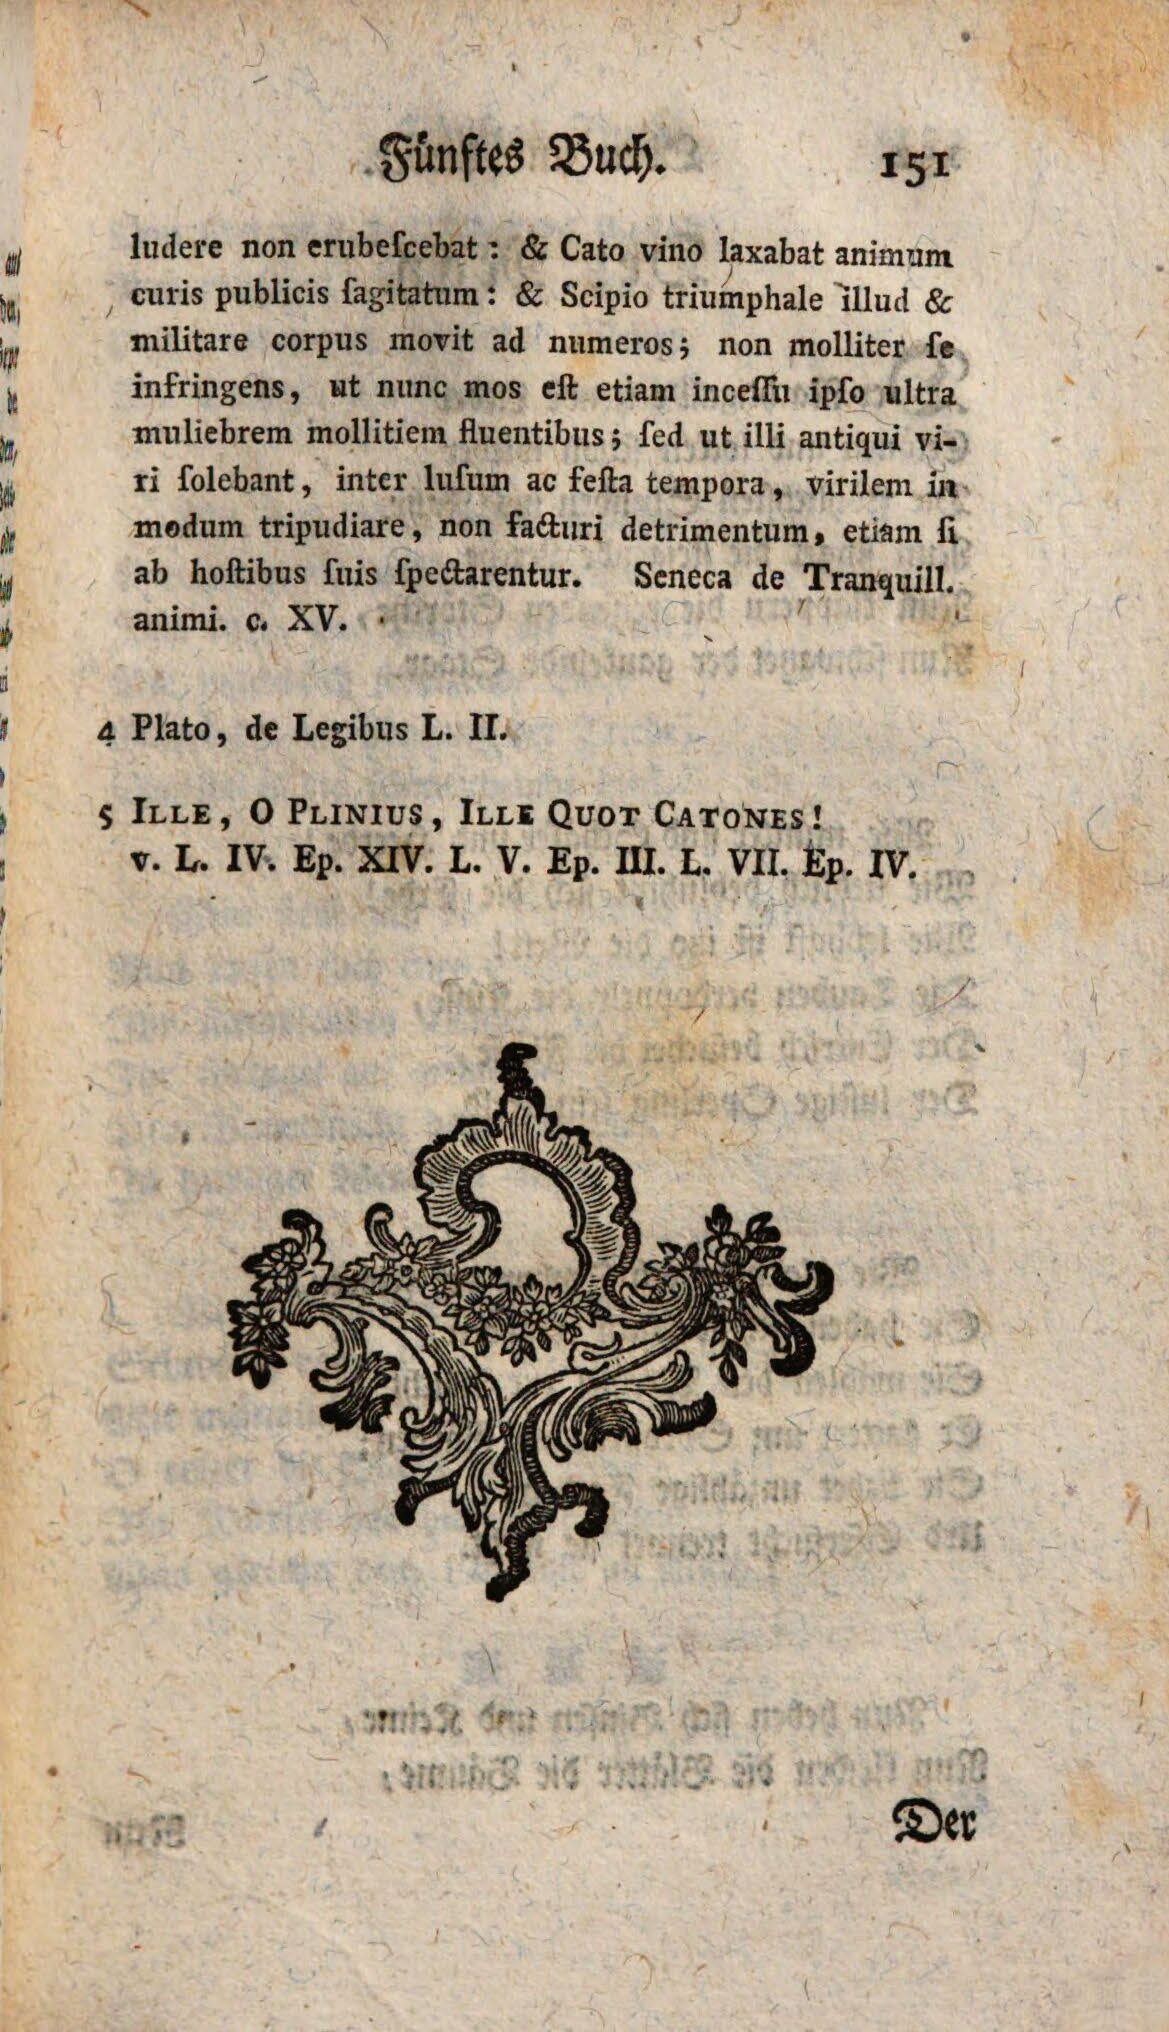 Fünftes Buch. 151
ludere non erubeſcebat: & Cato vino laxabat animum
curis publicis ſagitatum: & Scipio triumphale illud &
militare corpus movit ad numeros; non molliter ſe
infringens, ut nunc mos eſt etiam inceſſu ipſo ultra
muliebrem mollitiem fluentibus; ſed ut illi antiqui vi-
ri ſolebant, inter luſum ac feſta tempora, virilem in
modum tripudiare, non facturi detrimentum, etiam ſi
ab hoſtibus ſuis ſpectarentur. Seneca de Tranquill.
animi. c. XV.
4 Plato, de Legibus L. II.
5 ILLE, O PLINIUS, ILLE QUOT CATONES!
v. L. IV. Ep. XIV. L. V. Ep. III. L. VII. Ep. IV.
Der